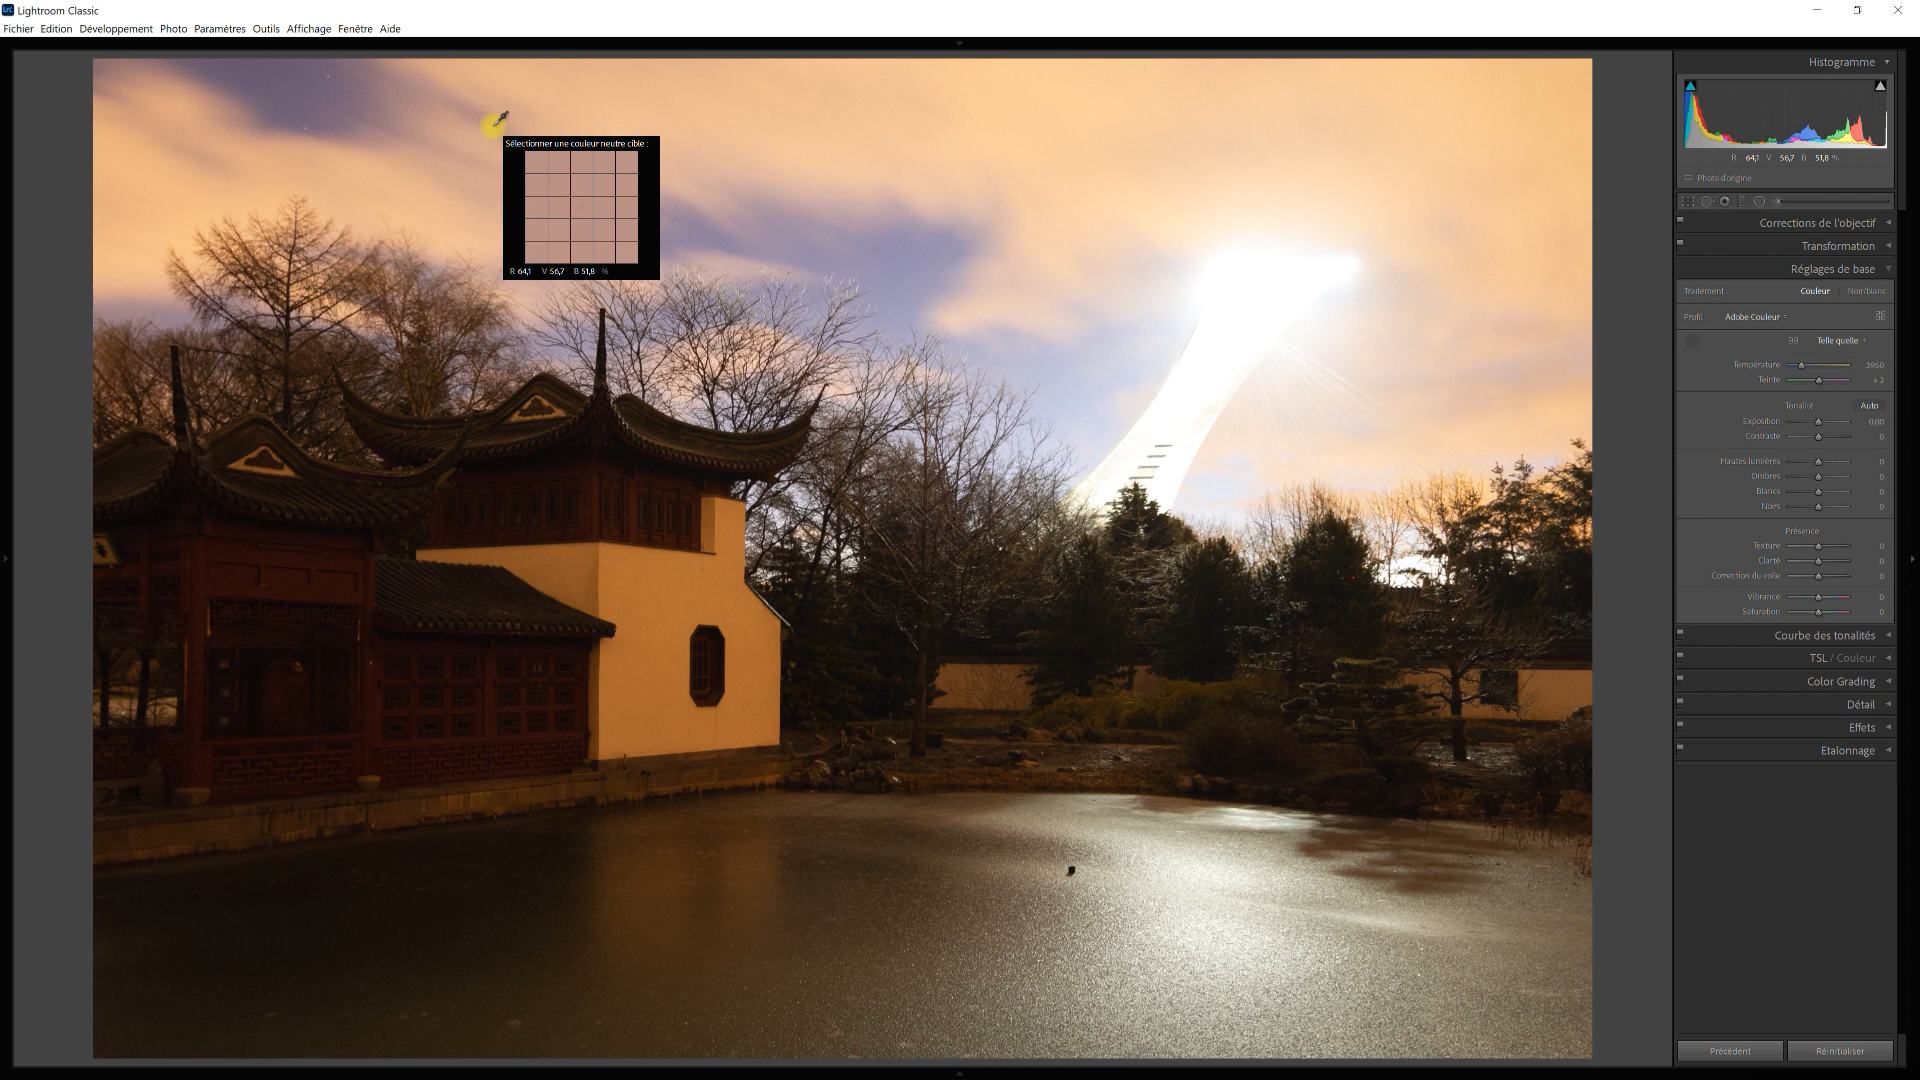 Lightroom Classic
Fichier Edition Développement Photo Paramètres Outils Affichage Fenêtre Aide
Sélectionner une couleur neutre cible :
R 64,1 V 56,7 B 51,8 %
Histogramme
R 64,1 V 56,7 B 51,8 %
Photo d'origine
Corrections de l'objectif
Transformation
Réglages de base
Traitement : Couleur Noir/blanc
Profil : Adobe Couleur
BB : Telle quelle
Température 3950
Teinte + 2
Tonalité Auto
Exposition 0,00
Contraste 0
Hautes lumières 0
Ombres 0
Blancs 0
Noirs 0
Présence
Texture 0
Clarté 0
Correction du voile 0
Vibrance 0
Saturation 0
Courbe des tonalités
TSL / Couleur
Color Grading
Détail
Effets
Etalonnage
Précédent Réinitialiser